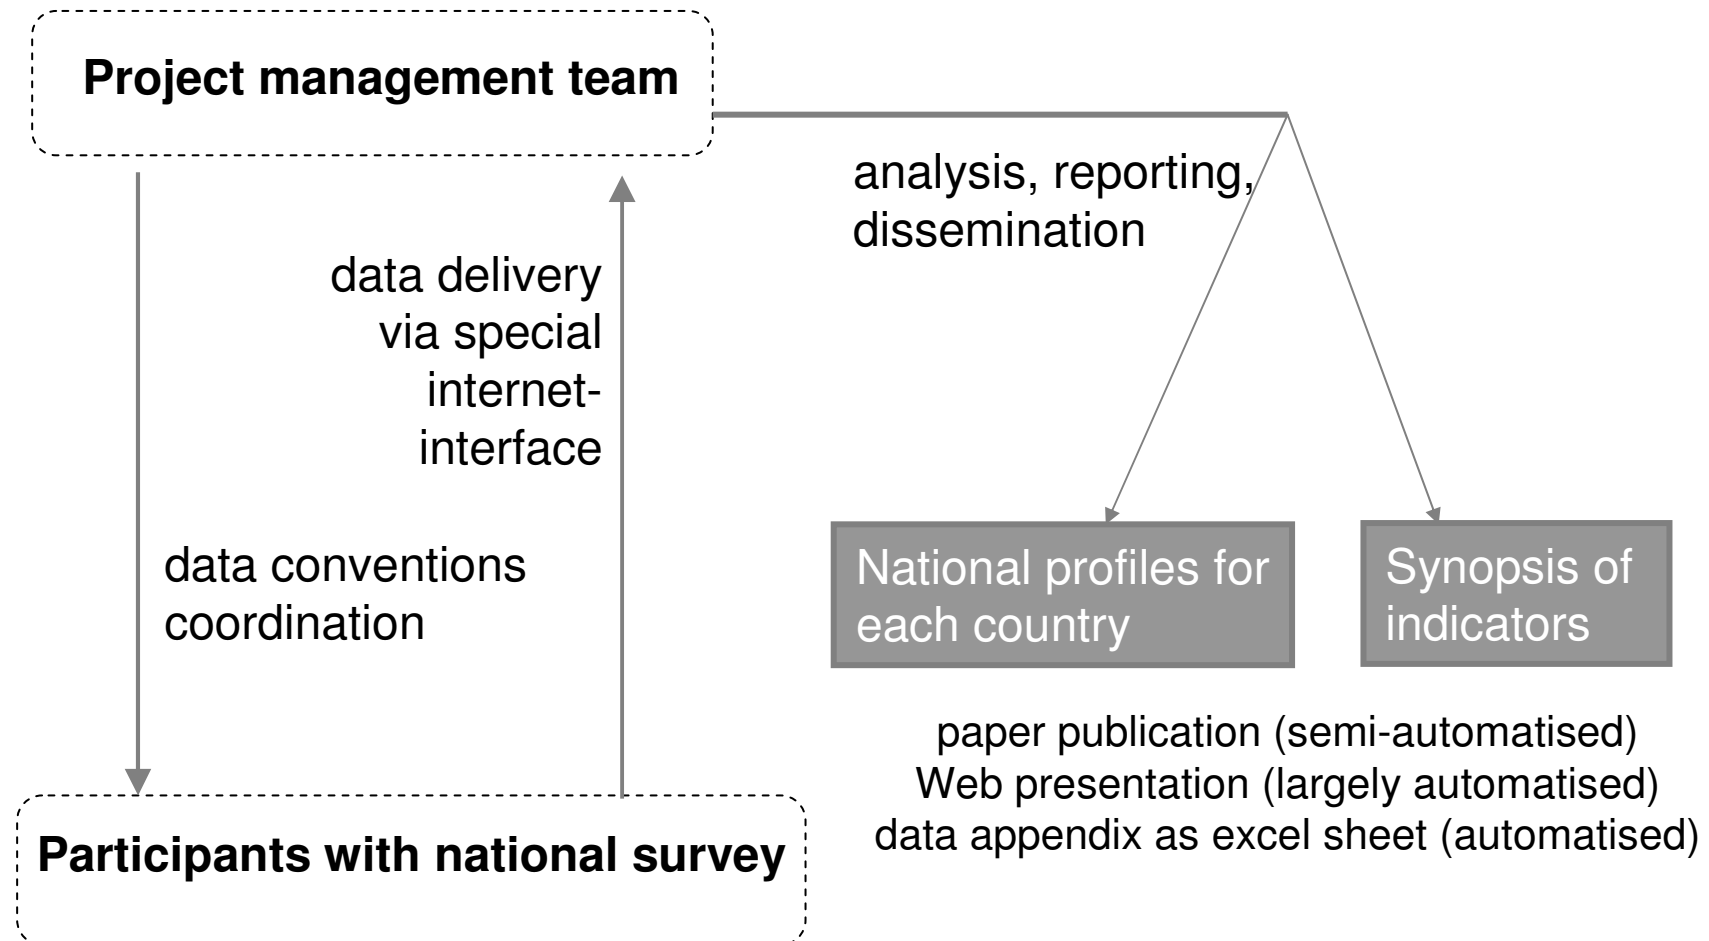 Project management team
analysis, reporting,
dissemination
data delivery
via special
internet-
interface
data conventions
coordination
National profiles for
each country
Synopsis of
indicators
paper publication (semi-automatised)
Web presentation (largely automatised)
data appendix as excel sheet (automatised)
Participants with national survey